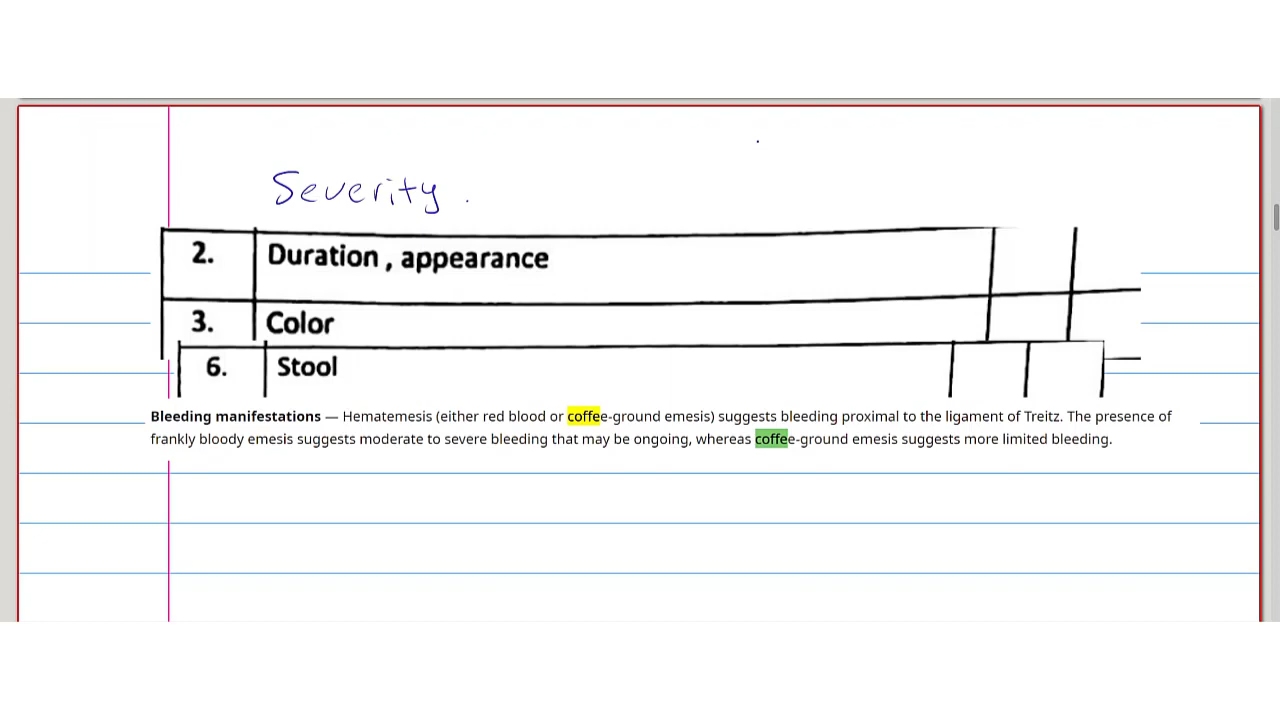 Severity.
2. Duration, appearance
3. Color
6. Stool
Bleeding manifestations — Hematemesis (either red blood or coffee-ground emesis) suggests bleeding proximal to the ligament of Treitz. The presence of
frankly bloody emesis suggests moderate to severe bleeding that may be ongoing, whereas coffee-ground emesis suggests more limited bleeding.